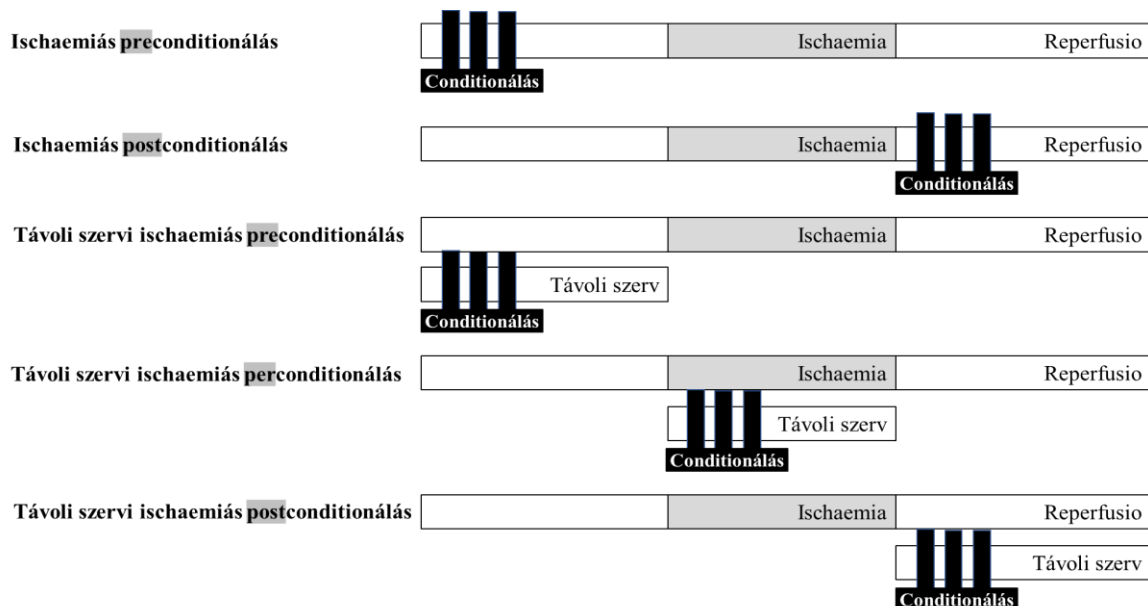 Ischaemiás preconditionálás
Ischaemia
Reperfusio
Conditionálás
Ischaemiás postconditionálás
Ischaemia
Reperfusio
Conditionálás
Távoli szervi ischaemiás preconditionálás
Ischaemia
Reperfusio
Távoli szerv
Conditionálás
Távoli szervi ischaemiás perconditionálás
Ischaemia
Reperfusio
Távoli szerv
Conditionálás
Távoli szervi ischaemiás postconditionálás
Ischaemia
Reperfusio
Távoli szerv
Conditionálás